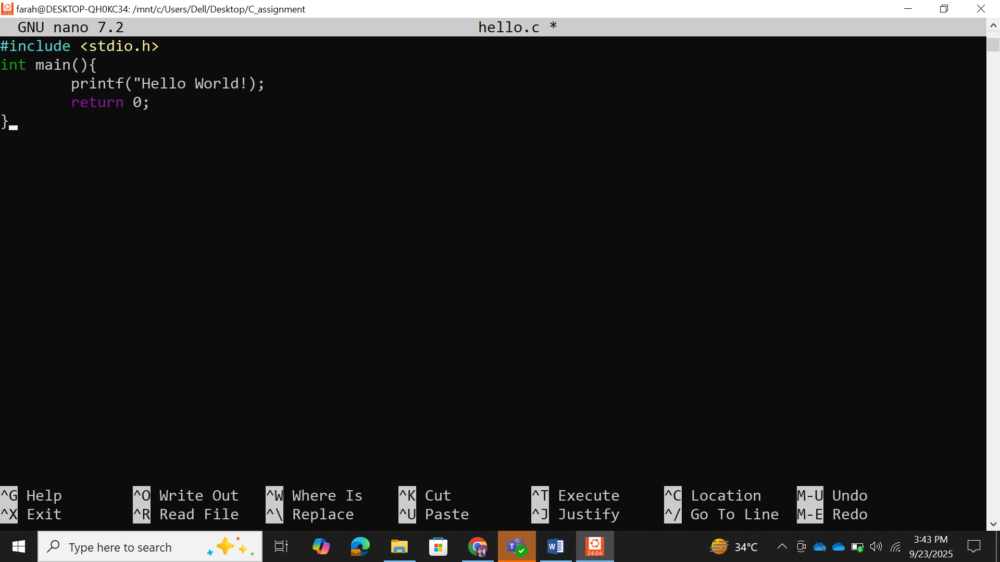 farah@DESKTOP-QH0KC34: /mnt/c/Users/Dell/Desktop/C_assignment
GNU nano 7.2 hello.c *
#include <stdio.h>
int main(){
printf("Hello World!);
return 0;
}
^G Help ^O Write Out ^W Where Is ^K Cut ^T Execute ^C Location M-U Undo
^X Exit ^R Read File ^\ Replace ^U Paste ^J Justify ^/ Go To Line M-E Redo
Type here to search
24.04
34°C
3:43 PM
9/23/2025